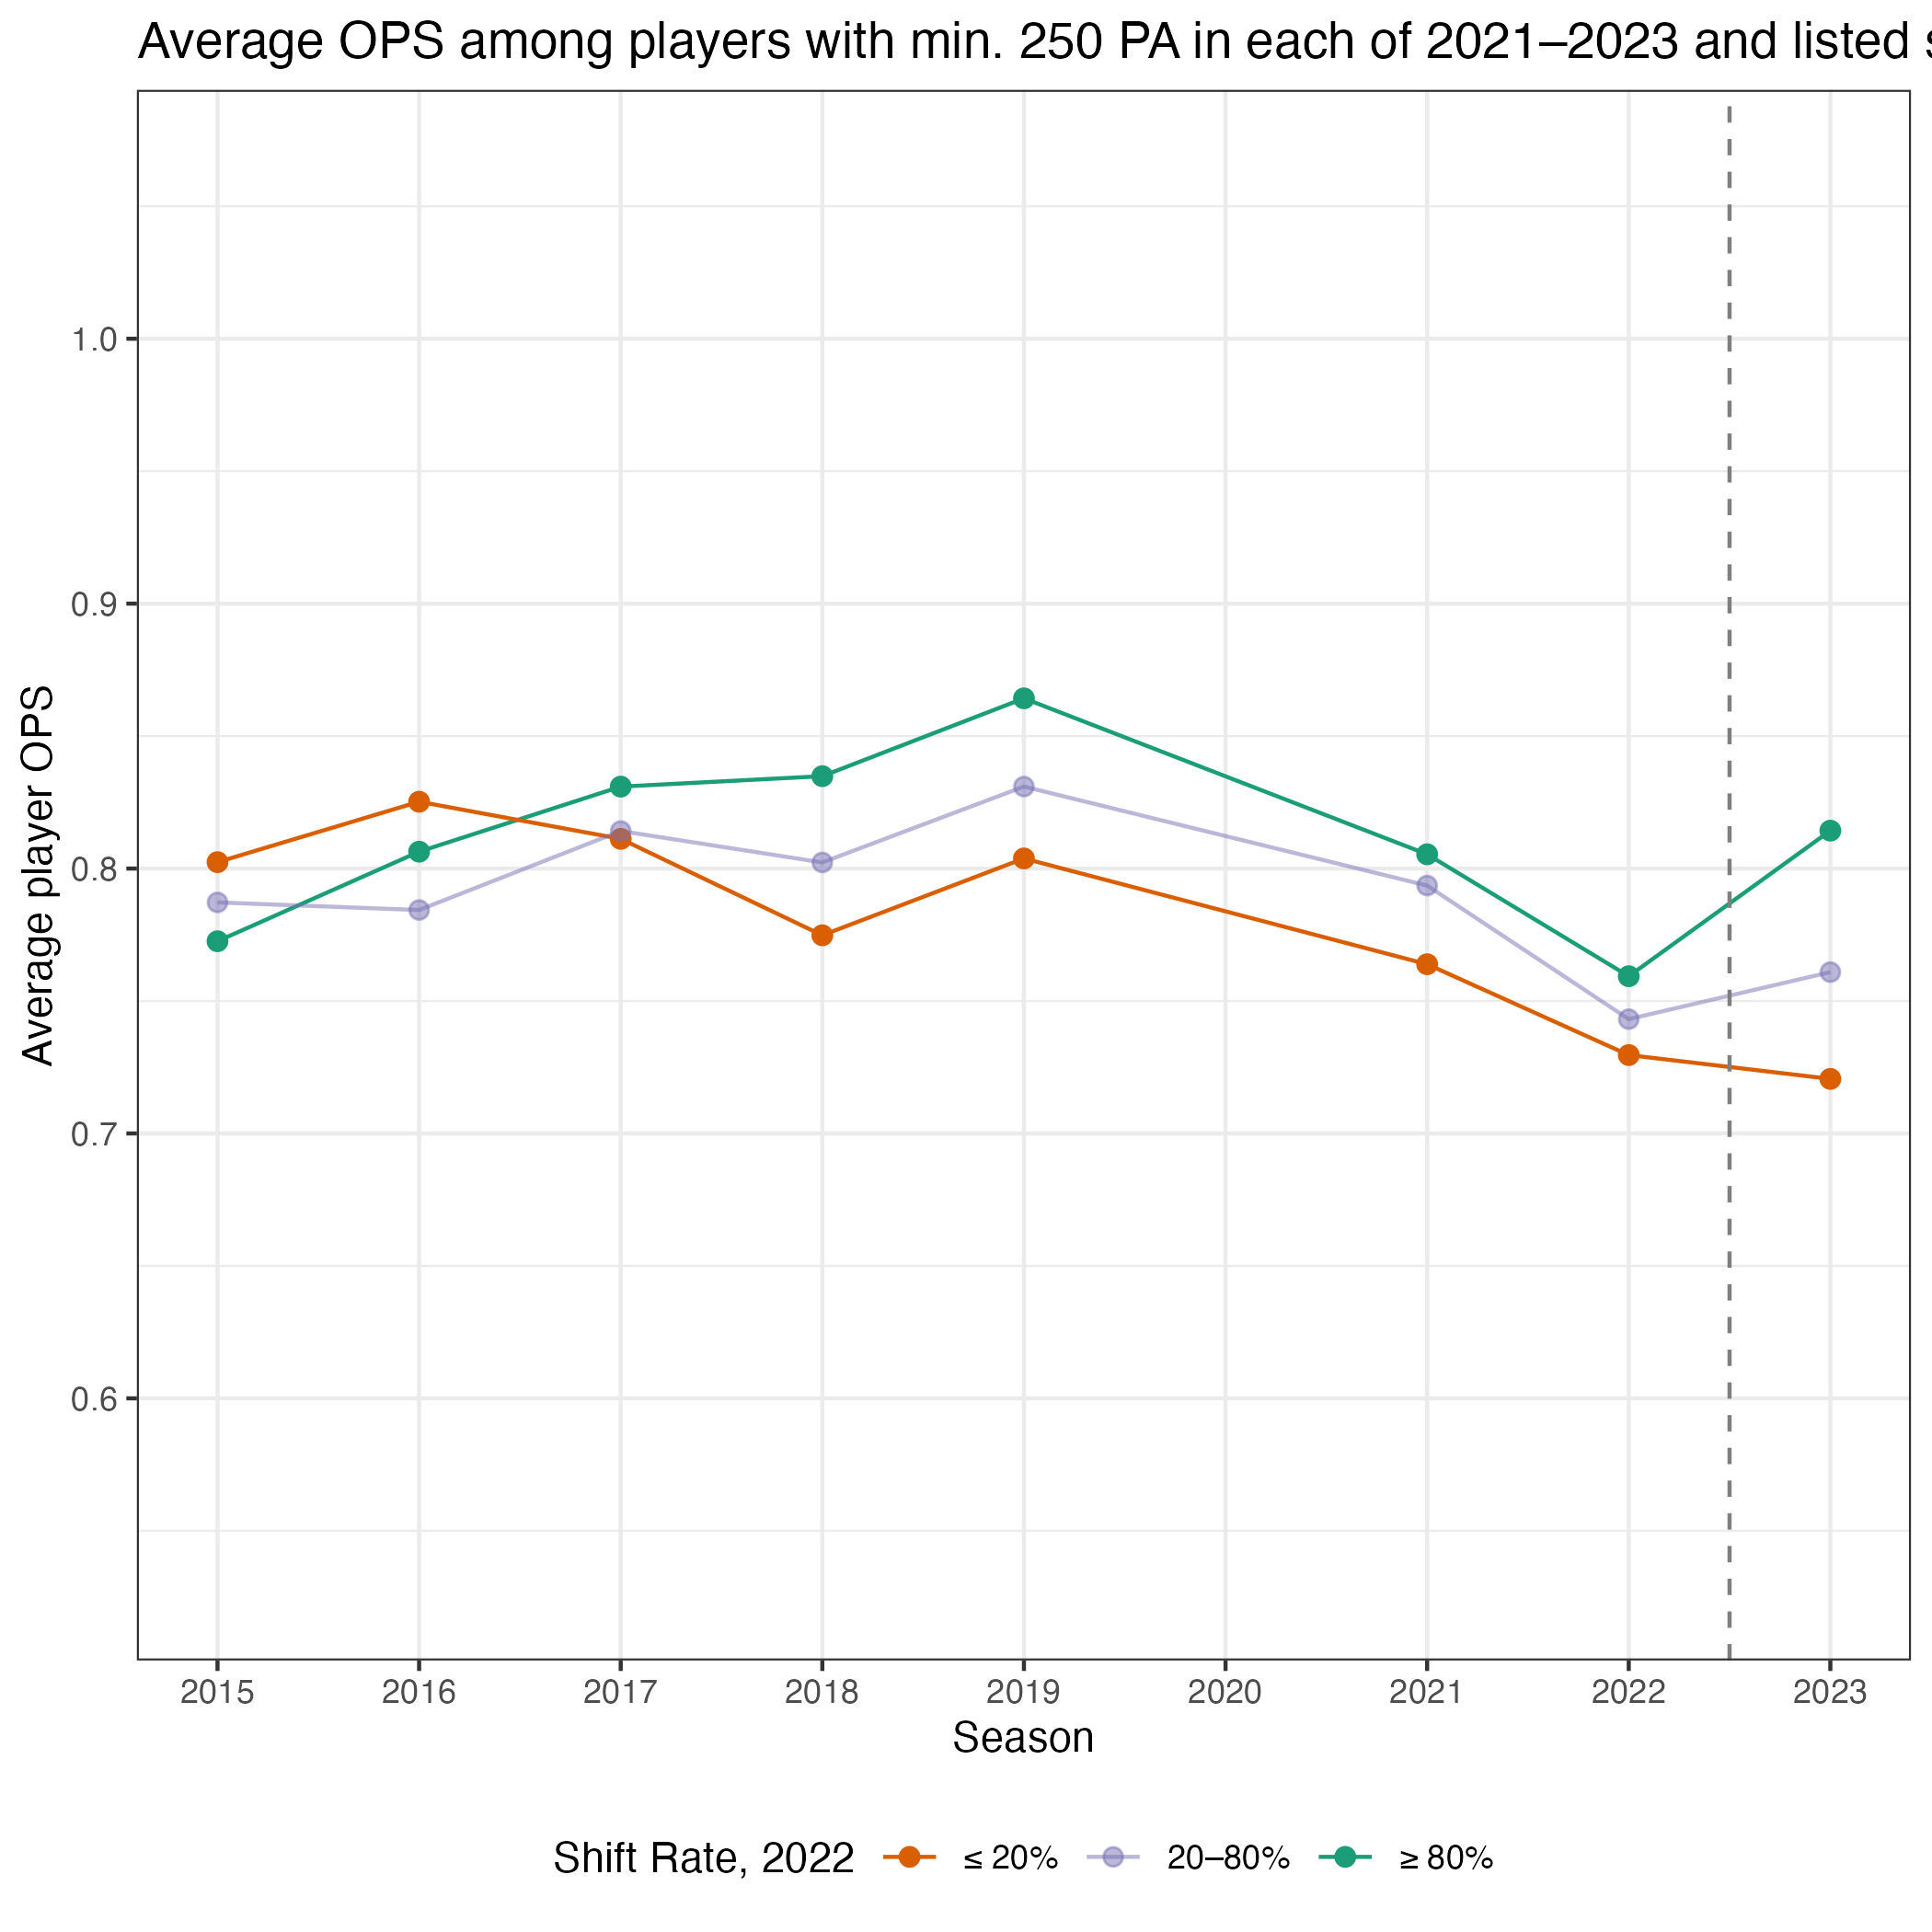 Average OPS among players with min. 250 PA in each of 2021–2023 and listed
1.0
0.9
0.8
0.7
0.6
Average player OPS
2015 2016 2017 2018 2019 2020 2021 2022 2023
Season
Shift Rate, 2022 ≤ 20% 20–80% ≥ 80%